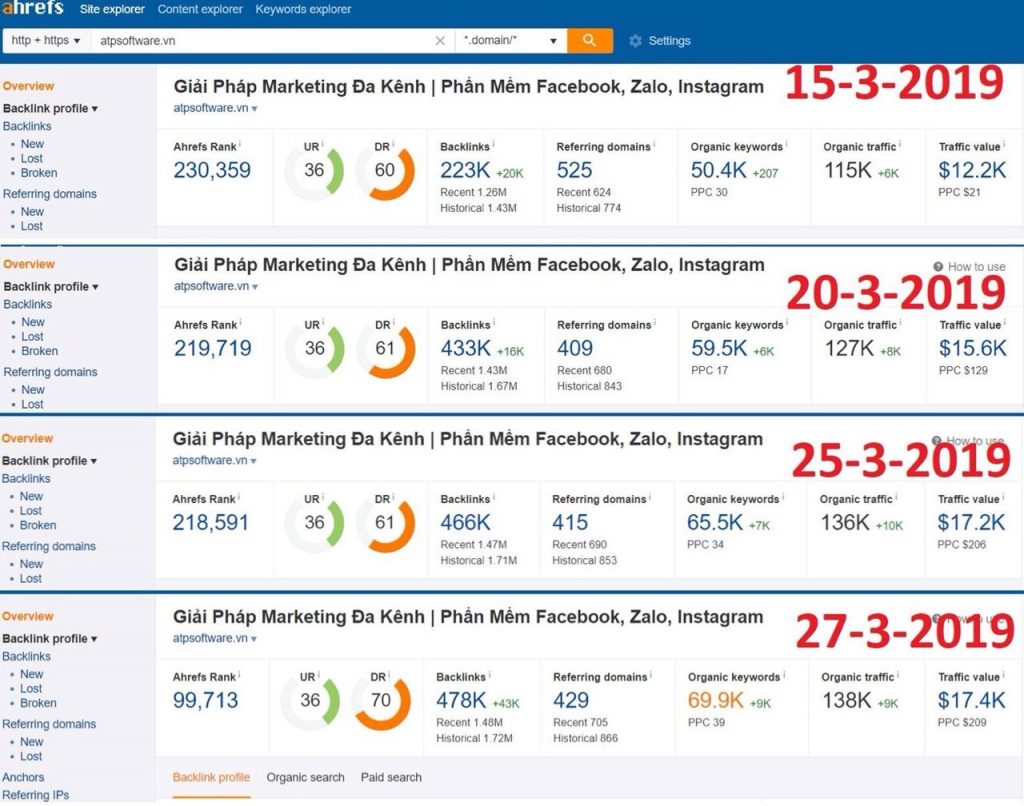 ahrefs Site explorer Content explorer Keywords explorer
http + https ▾ atpsoftware.vn × *.domain/* ▾ Settings
Overview
Backlink profile ▾
Backlinks
• New
• Lost
• Broken
Referring domains
• New
• Lost
Giải Pháp Marketing Đa Kênh | Phần Mềm Facebook, Zalo, Instagram
15-3-2019
atpsoftware.vn ▾
Ahrefs Rank i UR i DR i Backlinks i Referring domains i Organic keywords i Organic traffic i Traffic value i
230,359 36 60 223K +20K 525 50.4K +207 115K +6K $12.2K
Recent 1.26M Recent 624 PPC 30 PPC $21
Historical 1.43M Historical 774
Overview
Backlink profile ▾
Backlinks
• New
• Lost
• Broken
Referring domains
• New
• Lost
Giải Pháp Marketing Đa Kênh | Phần Mềm Facebook, Zalo, Instagram
? How to use
20-3-2019
atpsoftware.vn ▾
Ahrefs Rank i UR i DR i Backlinks i Referring domains i Organic keywords i Organic traffic i Traffic value i
219,719 36 61 433K +16K 409 59.5K +6K 127K +8K $15.6K
Recent 1.43M Recent 680 PPC 17 PPC $129
Historical 1.67M Historical 843
Overview
Backlink profile ▾
Backlinks
• New
• Lost
• Broken
Referring domains
• New
• Lost
Giải Pháp Marketing Đa Kênh | Phần Mềm Facebook, Zalo, Instagram
? How to use
25-3-2019
atpsoftware.vn ▾
Ahrefs Rank i UR i DR i Backlinks i Referring domains i Organic keywords i Organic traffic i Traffic value i
218,591 36 61 466K 415 65.5K +7K 136K +10K $17.2K
Recent 1.47M Recent 690 PPC 34 PPC $206
Historical 1.71M Historical 853
Overview
Backlink profile ▾
Backlinks
• New
• Lost
• Broken
Referring domains
• New
• Lost
Anchors
Referring IPs
Giải Pháp Marketing Đa Kênh | Phần Mềm Facebook, Zalo, Instagram
27-3-2019
atpsoftware.vn ▾
Ahrefs Rank i UR i DR i Backlinks i Referring domains i Organic keywords i Organic traffic i Traffic value i
99,713 36 70 478K +43K 429 69.9K +9K 138K +9K $17.4K
Recent 1.48M Recent 705 PPC 39 PPC $209
Historical 1.72M Historical 866
Backlink profile Organic search Paid search